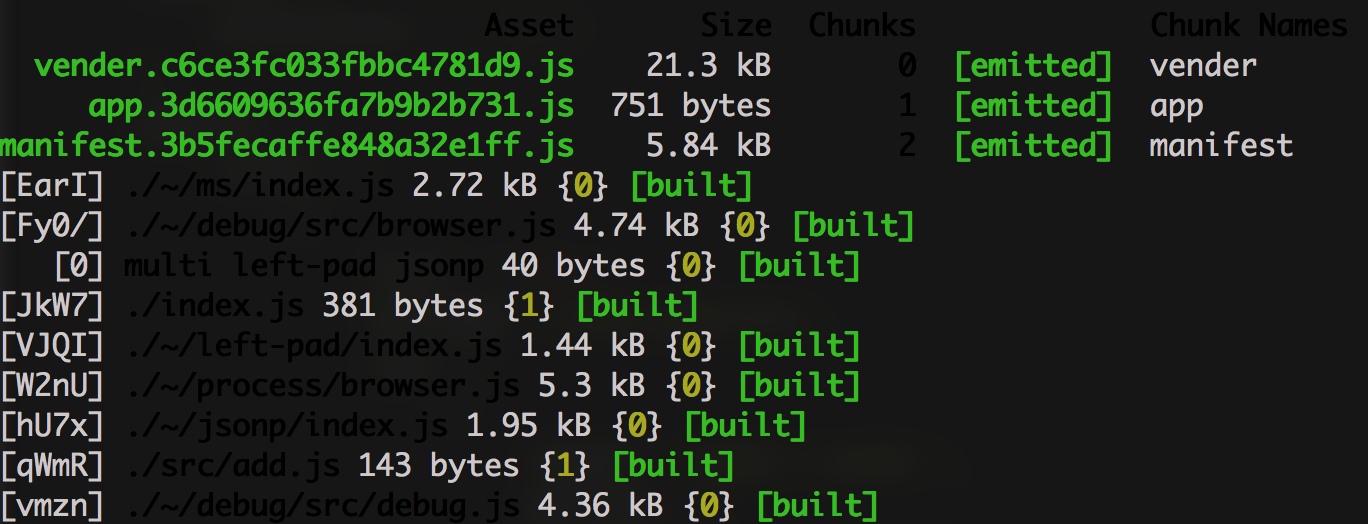 Asset Size Chunks Chunk Names
vender.c6ce3fc033fbbc4781d9.js 21.3 kB 0 [emitted] vender
app.3d6609636fa7b9b2b731.js 751 bytes 1 [emitted] app
manifest.3b5fecaffe848a32e1ff.js 5.84 kB 2 [emitted] manifest
[EarI] ./~/ms/index.js 2.72 kB {0} [built]
[Fy0/] ./~/debug/src/browser.js 4.74 kB {0} [built]
[0] multi left-pad jsonp 40 bytes {0} [built]
[JkW7] ./index.js 381 bytes {1} [built]
[VJQI] ./~/left-pad/index.js 1.44 kB {0} [built]
[W2nU] ./~/process/browser.js 5.3 kB {0} [built]
[hU7x] ./~/jsonp/index.js 1.95 kB {0} [built]
[qWmR] ./src/add.js 143 bytes {1} [built]
[vmzn] ./~/debug/src/debug.js 4.36 kB {0} [built]